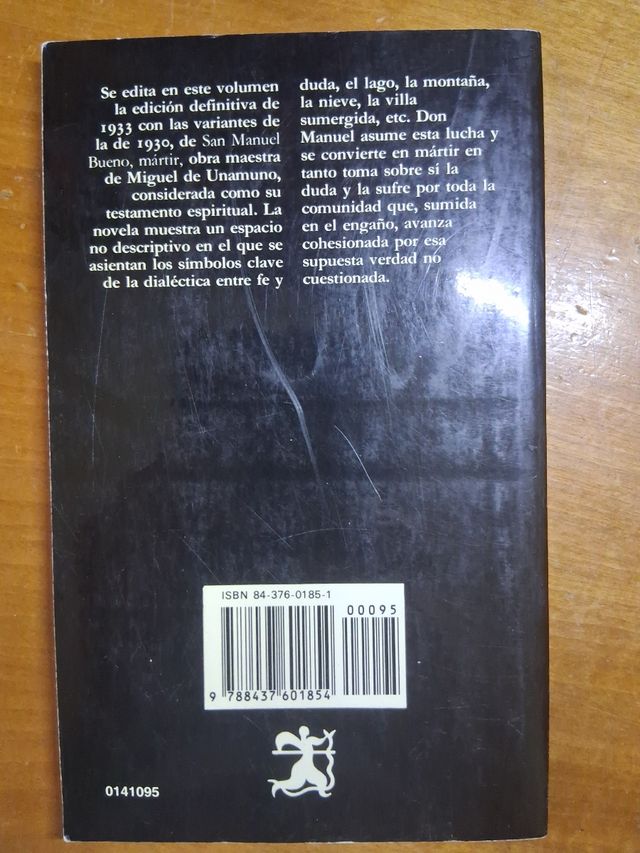 Se edita en este volumen
la edición definitiva de
1933 con las variantes de
la de 1930, de San Manuel
Bueno, mártir, obra maestra
de Miguel de Unamuno,
considerada como su
testamento espiritual. La
novela muestra un espacio
no descriptivo en el que se
asientan los símbolos clave
de la dialéctica entre fe y
duda, el lago, la montaña,
la nieve, la villa
sumergida, etc. Don
Manuel asume esta lucha y
se convierte en mártir en
tanto toma sobre sí la
duda y la sufre por toda la
comunidad que, sumida
en el engaño, avanza
cohesionada por esa
supuesta verdad no
cuestionada.
ISBN 84-376-0185-1
00095
9 788437 601854
0141095